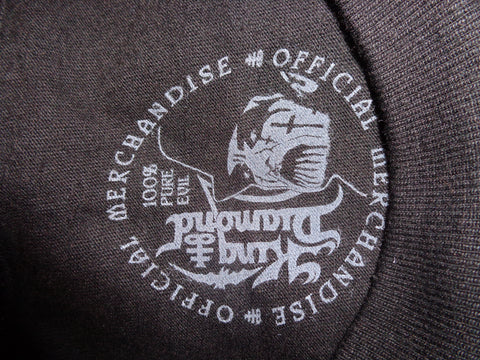 OFFICIAL MERCHANDISE
OFFICIAL MERCHANDISE
100%
PURE
EVIL
King
Diamond